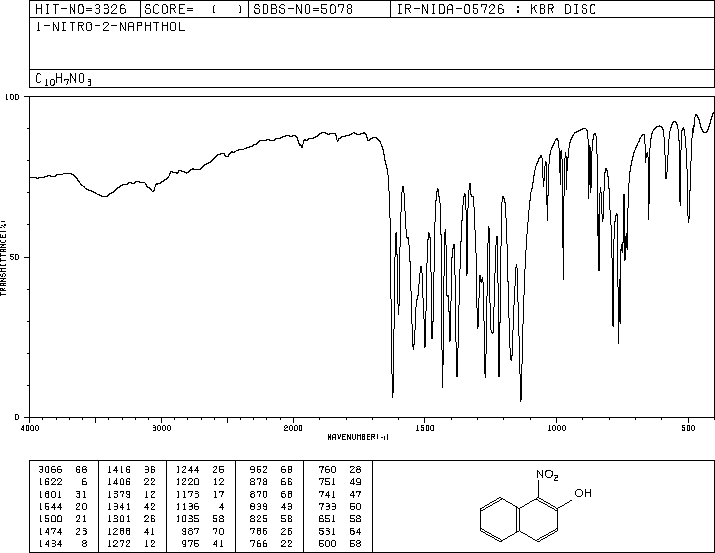 HIT-NO=3326 SCORE= ( ) SDBS-NO=5078 IR-NIDA-05726 : KBR DISC
1-NITRO-2-NAPHTHOL
C10H7NO3
100
TRANSMITTANCE(%)
50
0
4000 3000 2000 1500 1000 500
WAVENUMBER(-1)
3066 68 1416 36 1244 25 962 68 760 28
1622 6 1406 22 1220 12 878 66 751 49
1601 31 1379 12 1173 17 870 68 741 47
1544 20 1341 42 1136 4 839 43 733 50
1500 21 1301 26 1035 58 825 58 651 58
1474 23 1288 41 987 70 786 26 531 64
1434 8 1272 12 975 41 766 22 500 58
NO2
OH